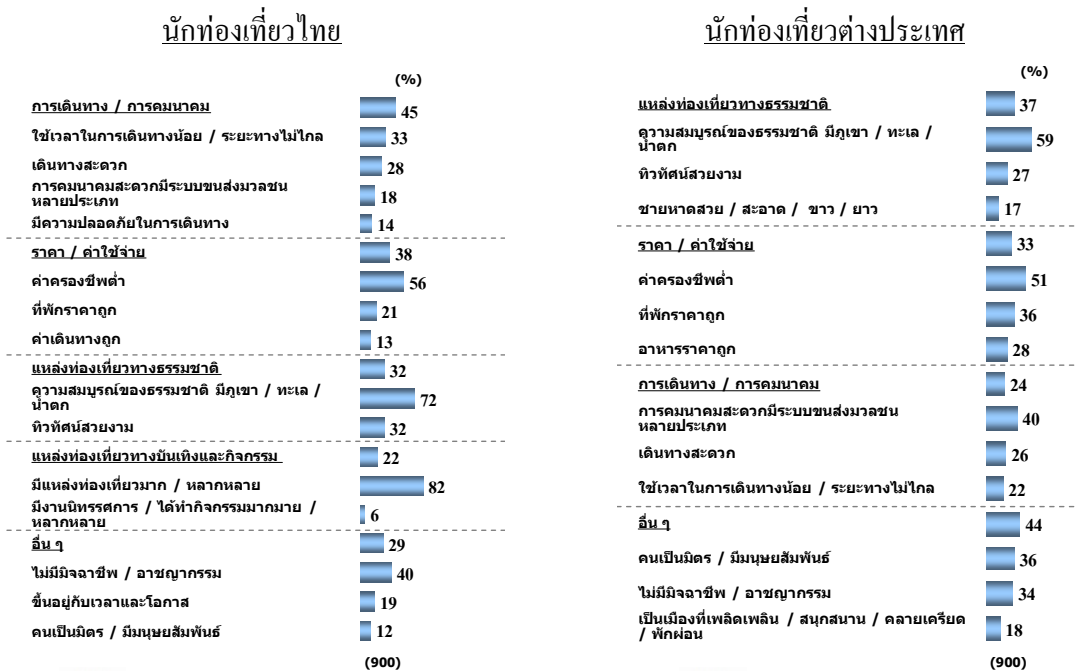 นักท่องเที่ยวไทย
(%)
การเดินทาง / การคมนาคม 45
ใช้เวลาในการเดินทางน้อย / ระยะทางไม่ไกล 33
เดินทางสะดวก 28
การคมนาคมสะดวกมีระบบขนส่งมวลชน
หลายประเภท 18
มีความปลอดภัยในการเดินทาง 14
ราคา / ค่าใช้จ่าย 38
ค่าครองชีพต่ำ 56
ที่พักราคาถูก 21
ค่าเดินทางถูก 13
แหล่งท่องเที่ยวทางธรรมชาติ 32
ความสมบูรณ์ของธรรมชาติ มีภูเขา / ทะเล /
น้ำตก 72
ทิวทัศน์สวยงาม 32
แหล่งท่องเที่ยวทางบันเทิงและกิจกรรม 22
มีแหล่งท่องเที่ยวมาก / หลากหลาย 82
มีงานนิทรรศการ / ได้ทำกิจกรรมมากมาย /
หลากหลาย 6
อื่น ๆ 29
ไม่มีมิจฉาชีพ / อาชญากรรม 40
ขึ้นอยู่กับเวลาและโอกาส 19
คนเป็นมิตร / มีมนุษยสัมพันธ์ 12
(900)
นักท่องเที่ยวต่างประเทศ
(%)
แหล่งท่องเที่ยวทางธรรมชาติ 37
ความสมบูรณ์ของธรรมชาติ มีภูเขา / ทะเล /
น้ำตก 59
ทิวทัศน์สวยงาม 27
ชายหาดสวย / สะอาด / ขาว / ยาว 17
ราคา / ค่าใช้จ่าย 33
ค่าครองชีพต่ำ 51
ที่พักราคาถูก 36
อาหารราคาถูก 28
การเดินทาง / การคมนาคม 24
การคมนาคมสะดวกมีระบบขนส่งมวลชน
หลายประเภท 40
เดินทางสะดวก 26
ใช้เวลาในการเดินทางน้อย / ระยะทางไม่ไกล 22
อื่น ๆ 44
คนเป็นมิตร / มีมนุษยสัมพันธ์ 36
ไม่มีมิจฉาชีพ / อาชญากรรม 34
เป็นเมืองที่เพลิดเพลิน / สนุกสนาน / คลายเครียด
/ พักผ่อน 18
(900)